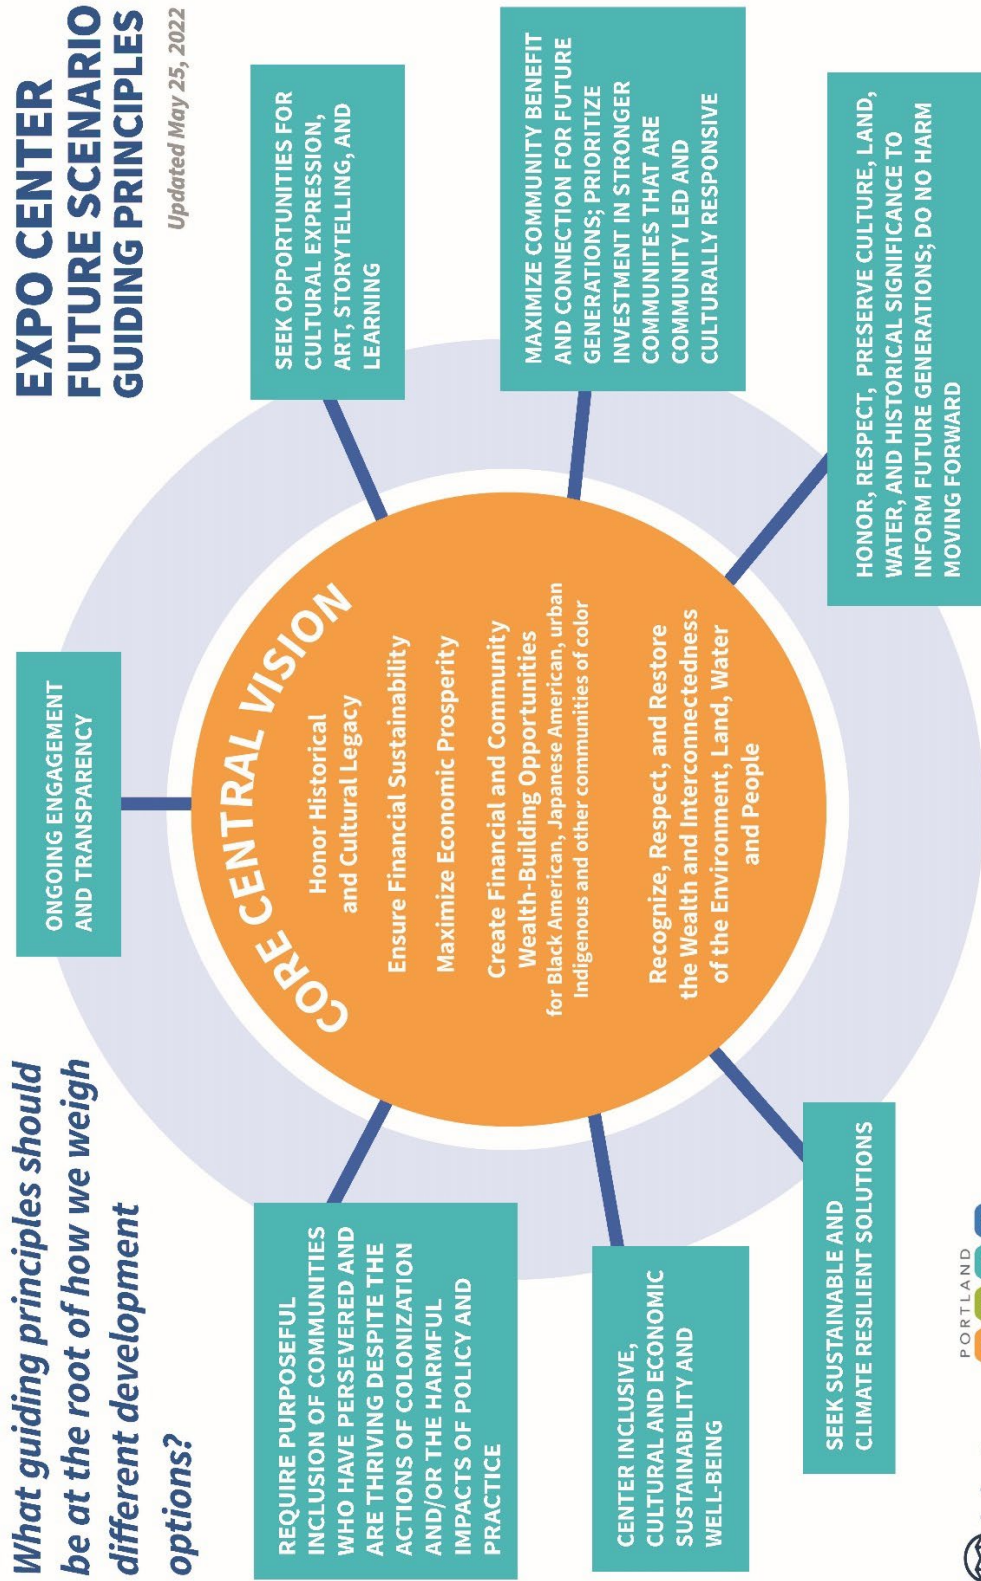 What guiding principles should
be at the root of how we weigh
different development
options?
EXPO CENTER
FUTURE SCENARIO
GUIDING PRINCIPLES
Updated May 25, 2022
ONGOING ENGAGEMENT
AND TRANSPARENCY
SEEK OPPORTUNITIES FOR
CULTURAL EXPRESSION,
ART, STORYTELLING, AND
LEARNING
MAXIMIZE COMMUNITY BENEFIT
AND CONNECTION FOR FUTURE
GENERATIONS; PRIORITIZE
INVESTMENT IN STRONGER
COMMUNITES THAT ARE
COMMUNITY LED AND
CULTURALLY RESPONSIVE
HONOR, RESPECT, PRESERVE CULTURE, LAND,
WATER, AND HISTORICAL SIGNIFICANCE TO
INFORM FUTURE GENERATIONS; DO NO HARM
MOVING FORWARD
SEEK SUSTAINABLE AND
CLIMATE RESILIENT SOLUTIONS
CENTER INCLUSIVE,
CULTURAL AND ECONOMIC
SUSTAINABILITY AND
WELL-BEING
REQUIRE PURPOSEFUL
INCLUSION OF COMMUNITIES
WHO HAVE PERSEVERED AND
ARE THRIVING DESPITE THE
ACTIONS OF COLONIZATION
AND/OR THE HARMFUL
IMPACTS OF POLICY AND
PRACTICE
CORE CENTRAL VISION
Honor Historical
and Cultural Legacy
Ensure Financial Sustainability
Maximize Economic Prosperity
Create Financial and Community
Wealth-Building Opportunities
for Black American, Japanese American, urban
Indigenous and other communities of color
Recognize, Respect, and Restore
the Wealth and Interconnectedness
of the Environment, Land, Water
and People
PORTLAND